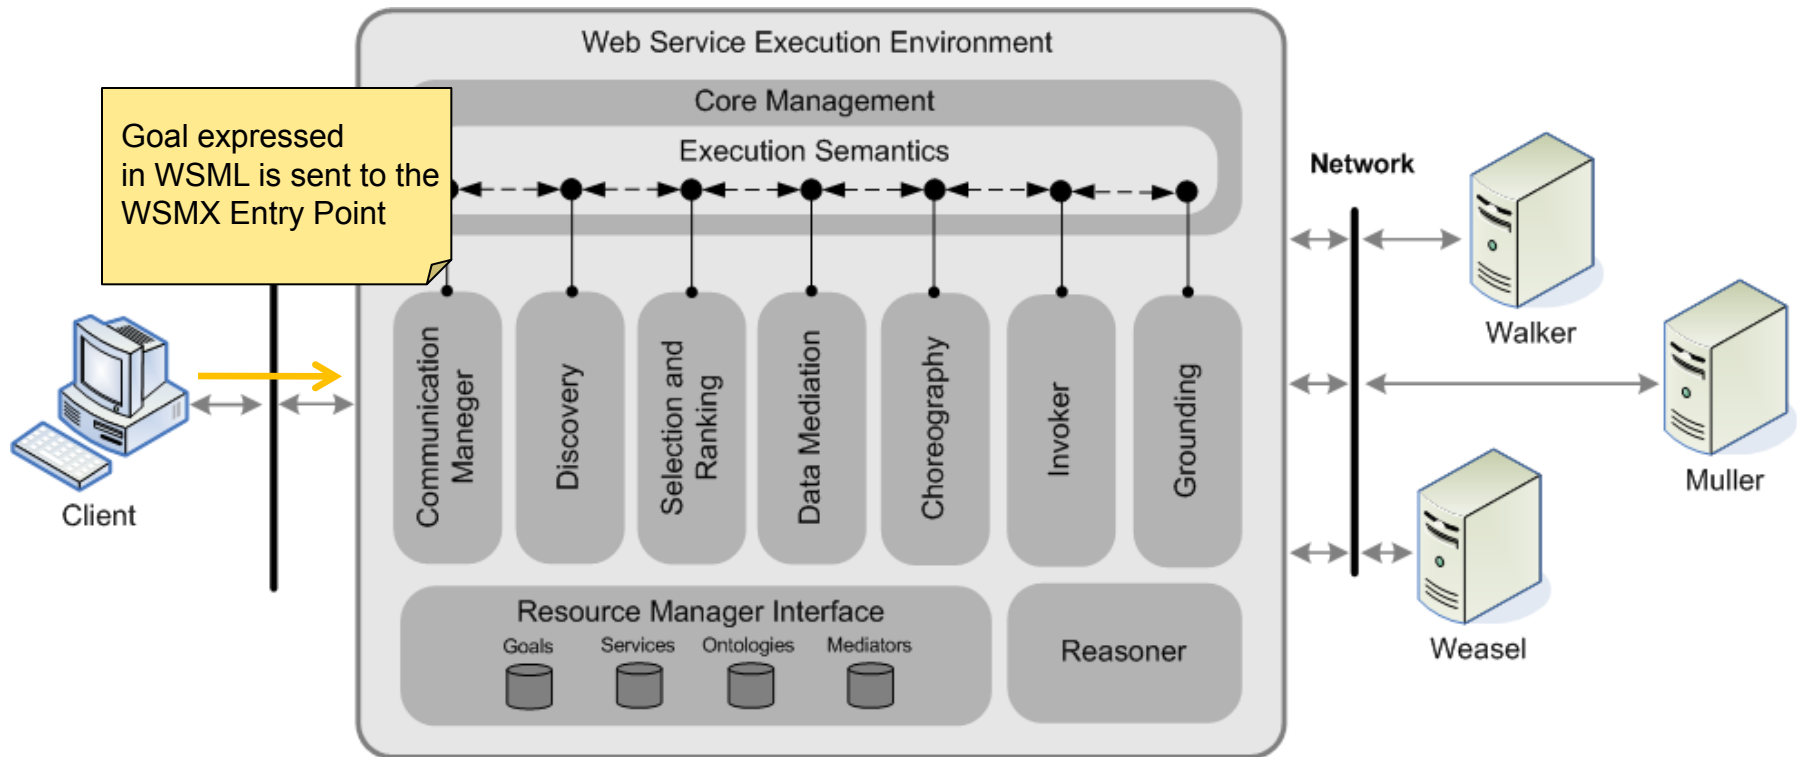 Web Service Execution Environment
Core Management
Execution Semantics
Goal expressed
in WSML is sent to the
WSMX Entry Point
Network
Client
Communication
Maneger
Discovery
Selection and
Ranking
Data Mediation
Choreography
Invoker
Grounding
Walker
Muller
Weasel
Resource Manager Interface
Goals
Services
Ontologies
Mediators
Reasoner